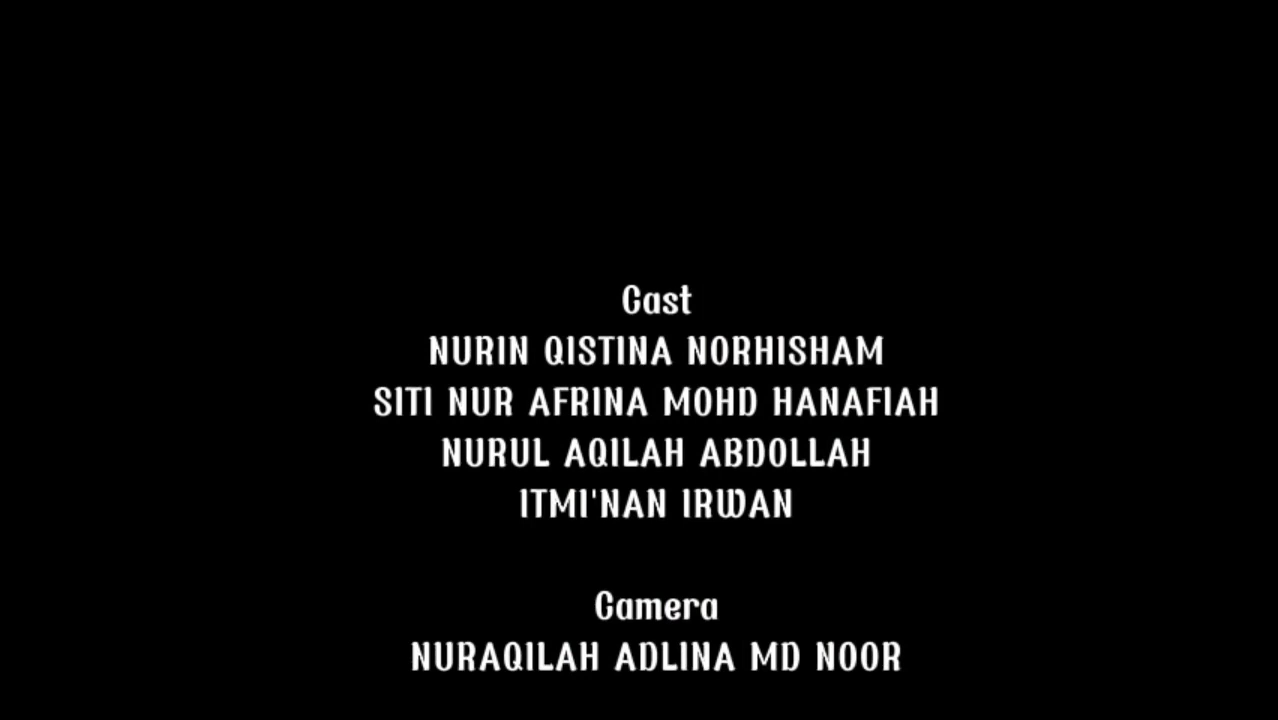 Cast
NURIN QISTINA NORHISHAM
SITI NUR AFRINA MOHD HANAFIAH
NURUL AQILAH ABDOLLAH
ITMI'NAN IRWAN
Camera
NURAQILAH ADLINA MD NOOR